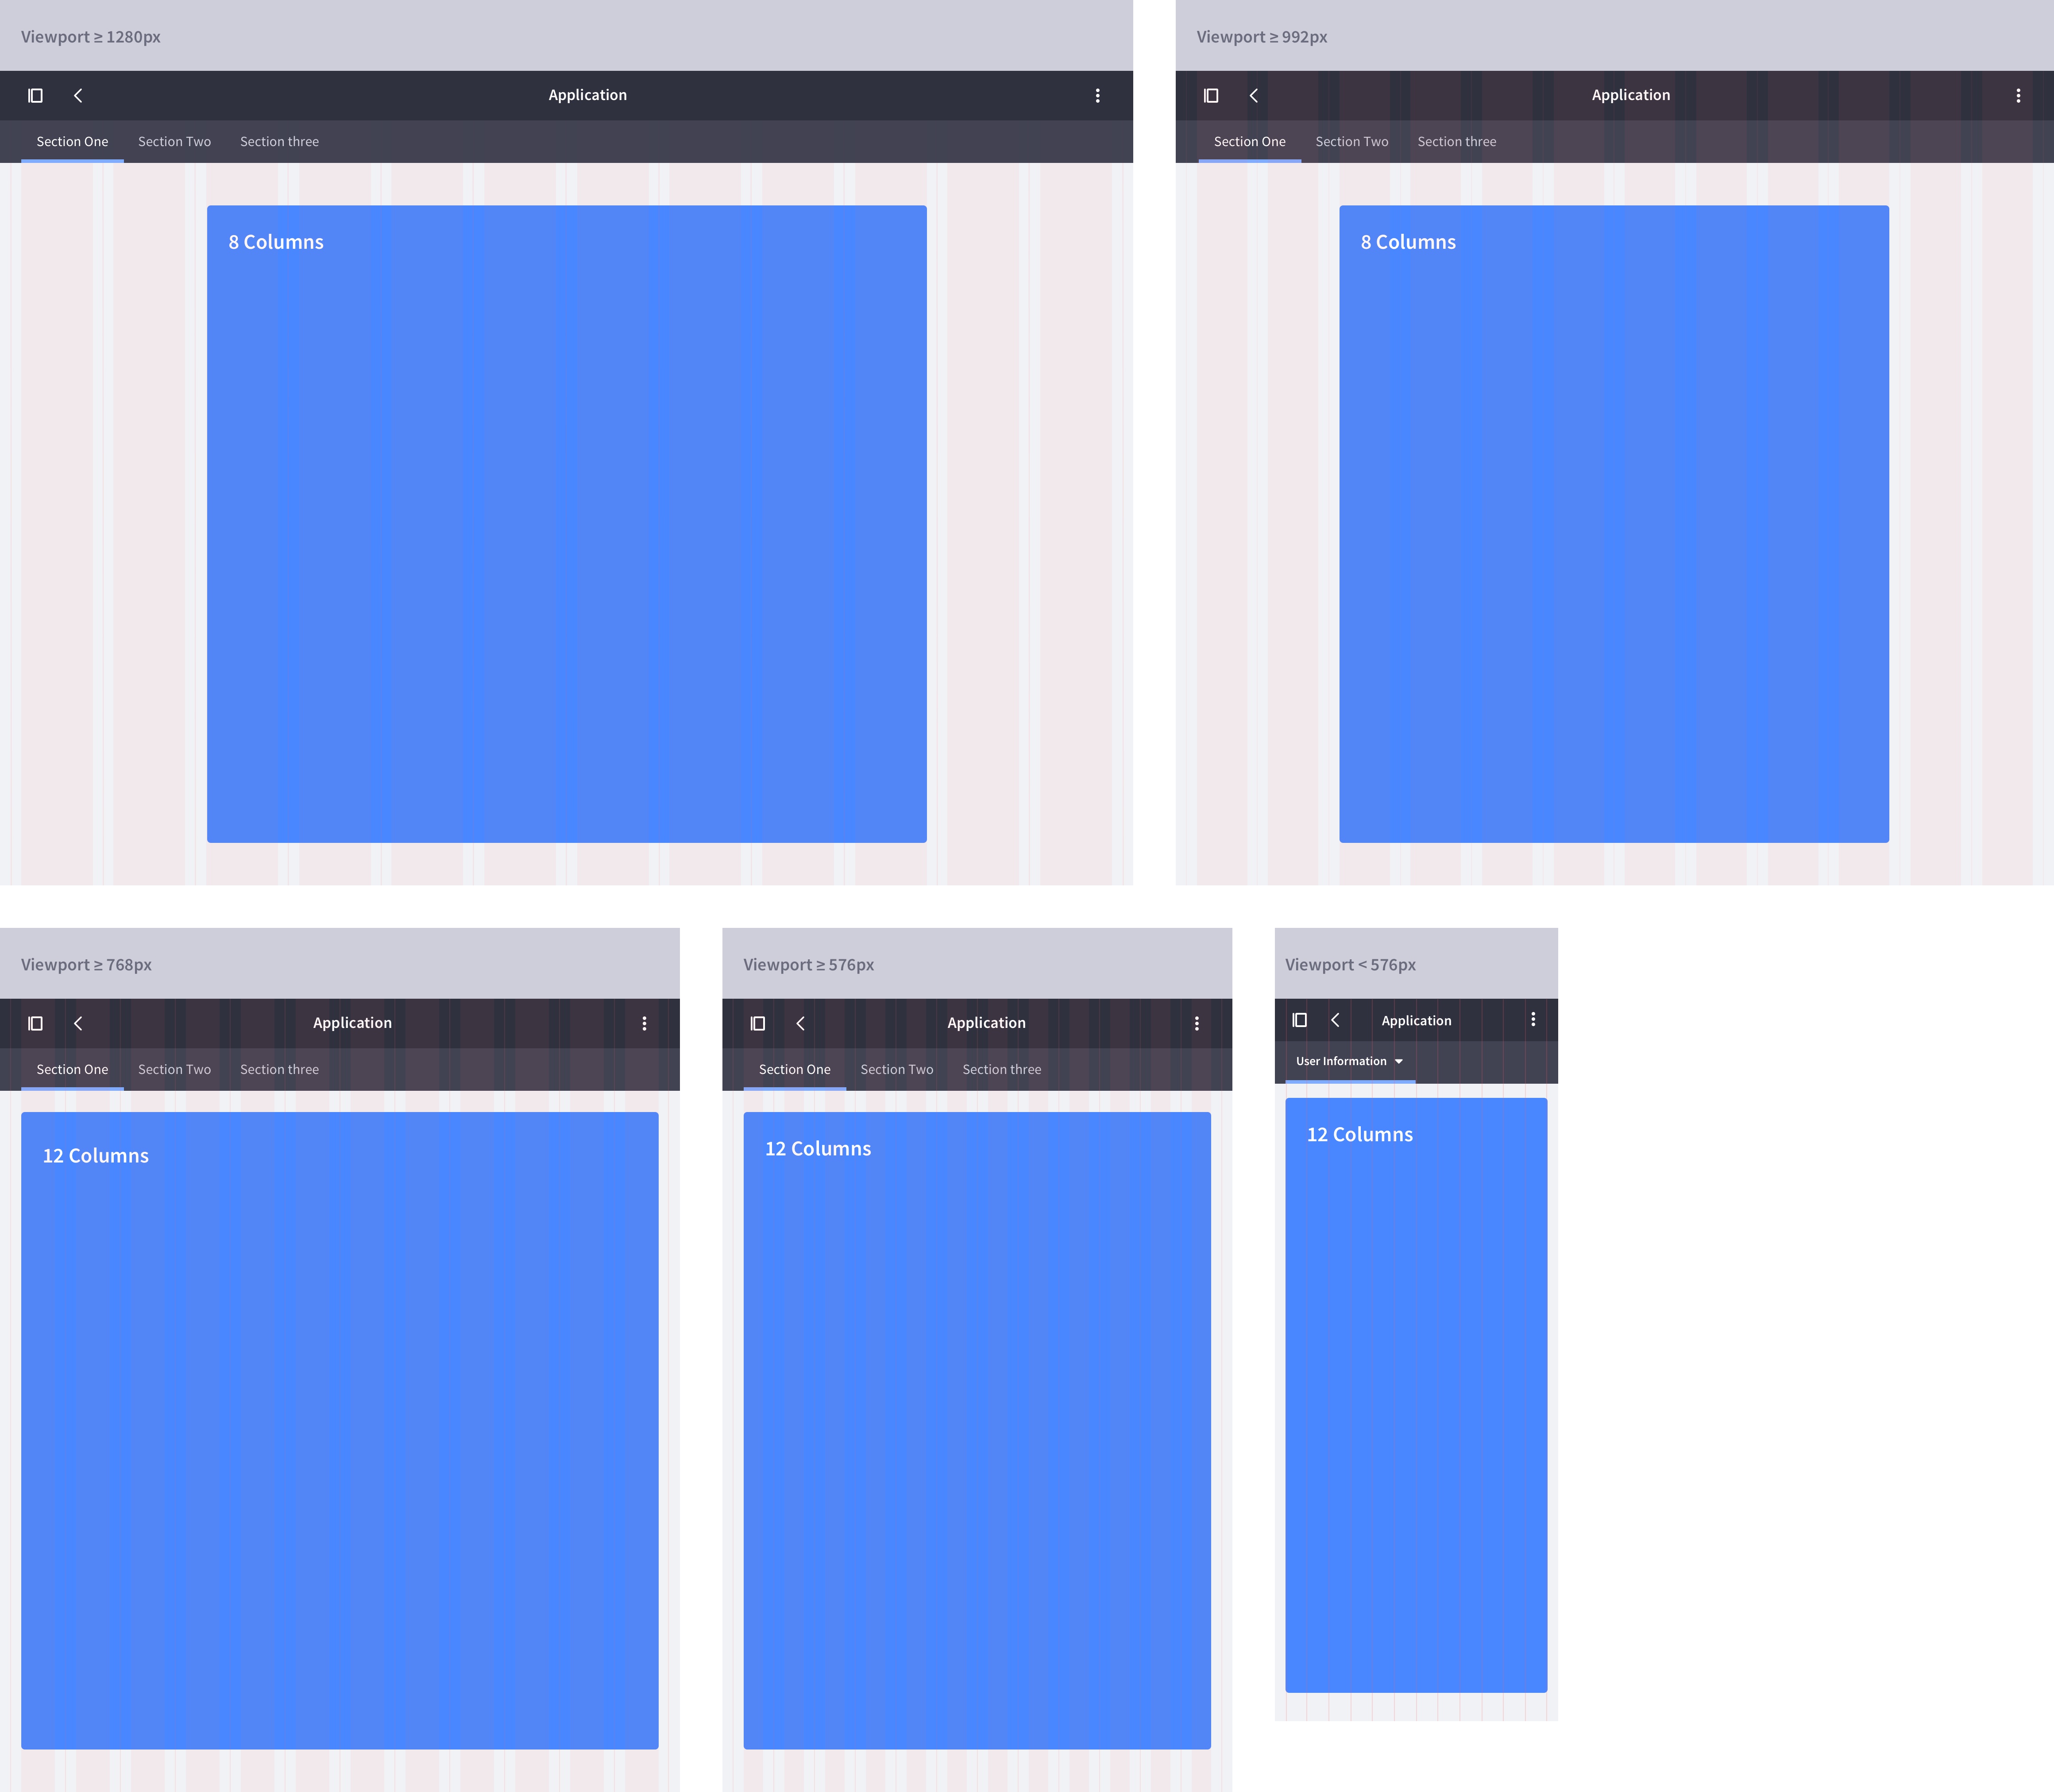 Viewport ≥ 1280px
Application
Section One Section Two Section three
8 Columns
Viewport ≥ 992px
Application
Section One Section Two Section three
8 Columns
Viewport ≥ 768px
Application
Section One Section Two Section three
12 Columns
Viewport ≥ 576px
Application
Section One Section Two Section three
12 Columns
Viewport < 576px
Application
User Information
12 Columns